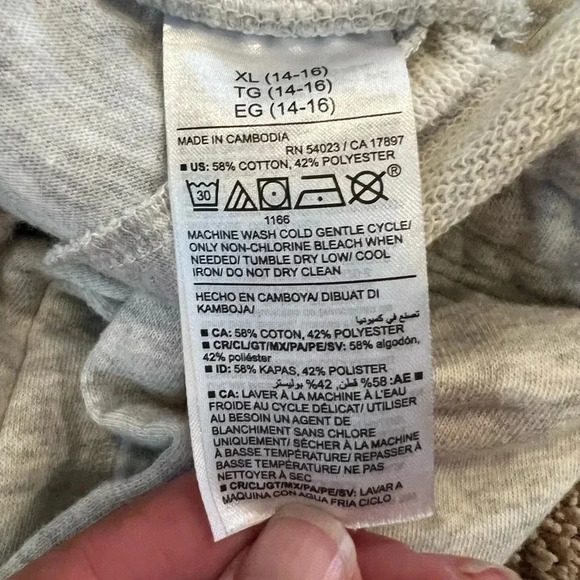 XL (14-16)
TG (14-16)
EG (14-16)
MADE IN CAMBODIA
RN 54023 / CA 17897
■ US: 58% COTTON, 42% POLYESTER
30
®
1166
MACHINE WASH COLD GENTLE CYCLE/
ONLY NON-CHLORINE BLEACH WHEN
NEEDED/ TUMBLE DRY LOW/ COOL
IRON/ DO NOT DRY CLEAN
HECHO EN CAMBOYA/ DIBUAT DI
KAMBOJA/
تصنع في كمبوديا
■ CA: 58% COTON, 42% POLYESTER
■ CR/CL/GT/MX/PA/PE/SV: 58% algodón,
42% poliéster
■ ID: 58% KAPAS, 42% POLISTER
■ AE: 58% قطن, 42% بوليستر
■ CA: LAVER À LA MACHINE À L'EAU
FROIDE AU CYCLE DÉLICAT/ UTILISER
AU BESOIN UN AGENT DE
BLANCHIMENT SANS CHLORE
UNIQUEMENT/ SÉCHER À LA MACHINE
À BASSE TEMPÉRATURE/ REPASSER À
BASSE TEMPÉRATURE/ NE PAS
NETTOYER À SEC
■ CR/CL/GT/MX/PA/PE/SV: LAVAR A
MAQUINA CON AGUA FRIA CICLO